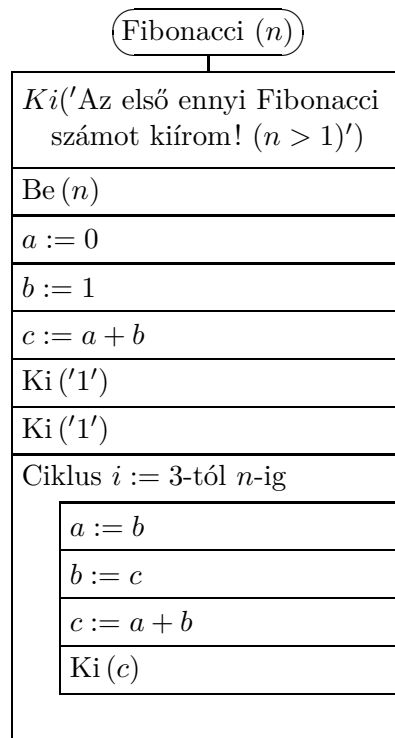 Fibonacci (n)
Ki('Az első ennyi Fibonacci
számot kiírom! (n > 1)')
Be (n)
a := 0
b := 1
c := a + b
Ki ('1')
Ki ('1')
Ciklus i := 3-tól n-ig
a := b
b := c
c := a + b
Ki (c)